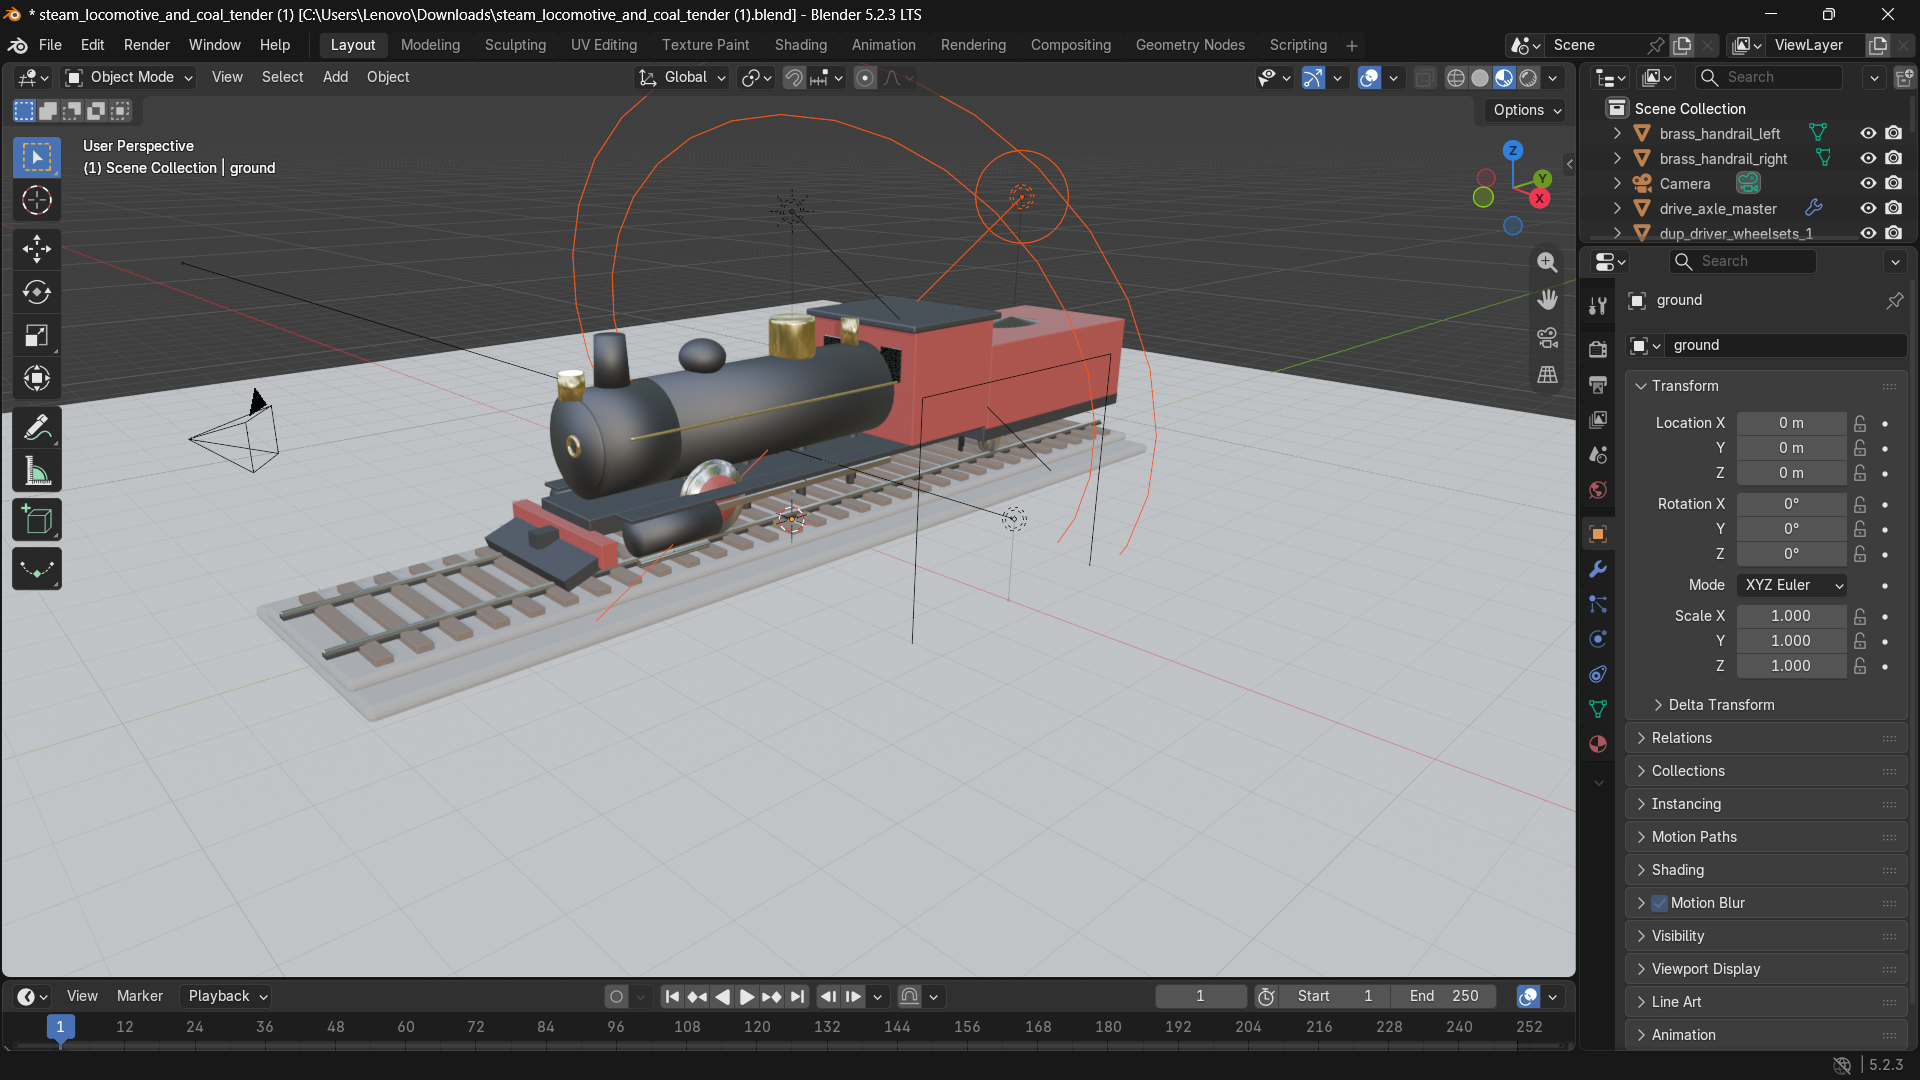 * steam_locomotive_and_coal_tender (1) [C:\Users\Lenovo\Downloads\steam_locomotive_and_coal_tender (1).blend] - Blender 5.2.3 LTS
File Edit Render Window Help Layout Modeling Sculpting UV Editing Texture Paint Shading Animation Rendering Compositing Geometry Nodes Scripting + Scene ViewLayer
Object Mode View Select Add Object Global Search
Options
User Perspective
(1) Scene Collection | ground
Z
Y
X
Scene Collection
brass_handrail_left
brass_handrail_right
Camera
drive_axle_master
dup_driver_wheelsets_1
Search
ground
ground
Transform
Location X 0 m
Y 0 m
Z 0 m
Rotation X 0°
Y 0°
Z 0°
Mode XYZ Euler
Scale X 1.000
Y 1.000
Z 1.000
Delta Transform
Relations
Collections
Instancing
Motion Paths
Shading
Motion Blur
Visibility
Viewport Display
Line Art
Animation
View Marker Playback 1 Start 1 End 250
1 12 24 36 48 60 72 84 96 108 120 132 144 156 168 180 192 204 216 228 240 252
5.2.3